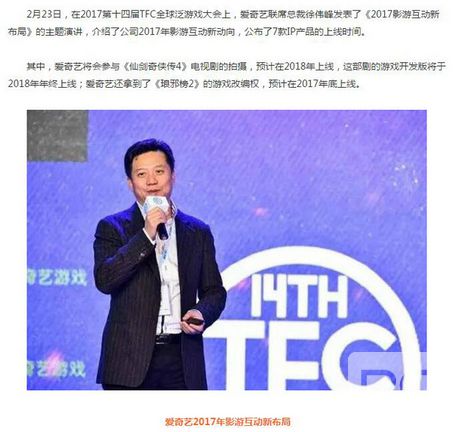 2月23日，在2017第十四届TFC全球泛游戏大会上，爱奇艺联席总裁徐伟峰发表了《2017影游互动新
布局》的主题演讲，介绍了公司2017年影游互动新动向，公布了7款IP产品的上线时间。
其中，爱奇艺将会参与《仙剑奇侠传4》电视剧的拍摄，预计在2018年上线，这部剧的游戏开发版将于
2018年年终上线；爱奇艺还拿到了《琅邪榜2》的游戏改编权，预计在2017年底上线。
奇艺游戏
14TH
TFC
爱奇艺游戏
爱奇艺2017年影游互动新布局